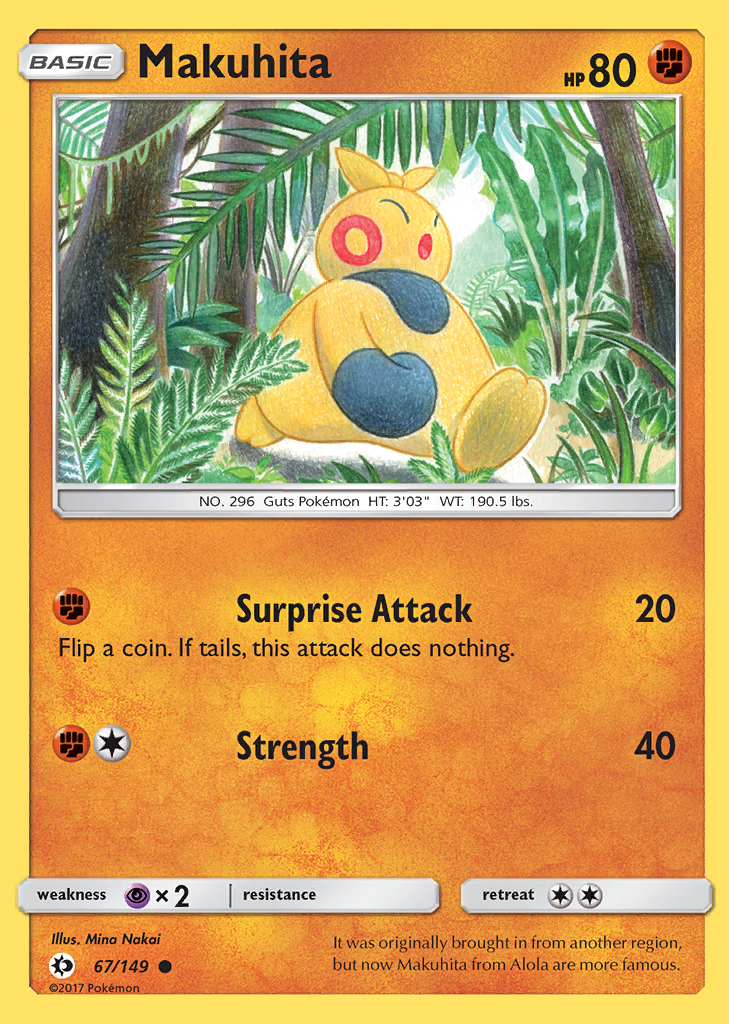 BASIC Makuhita HP 80
NO. 296 Guts Pokémon HT: 3'03" WT: 190.5 lbs.
Surprise Attack 20
Flip a coin. If tails, this attack does nothing.
Strength 40
weakness × 2 resistance retreat
Illus. Mina Nakai
67/149
©2017 Pokémon
It was originally brought in from another region,
but now Makuhita from Alola are more famous.